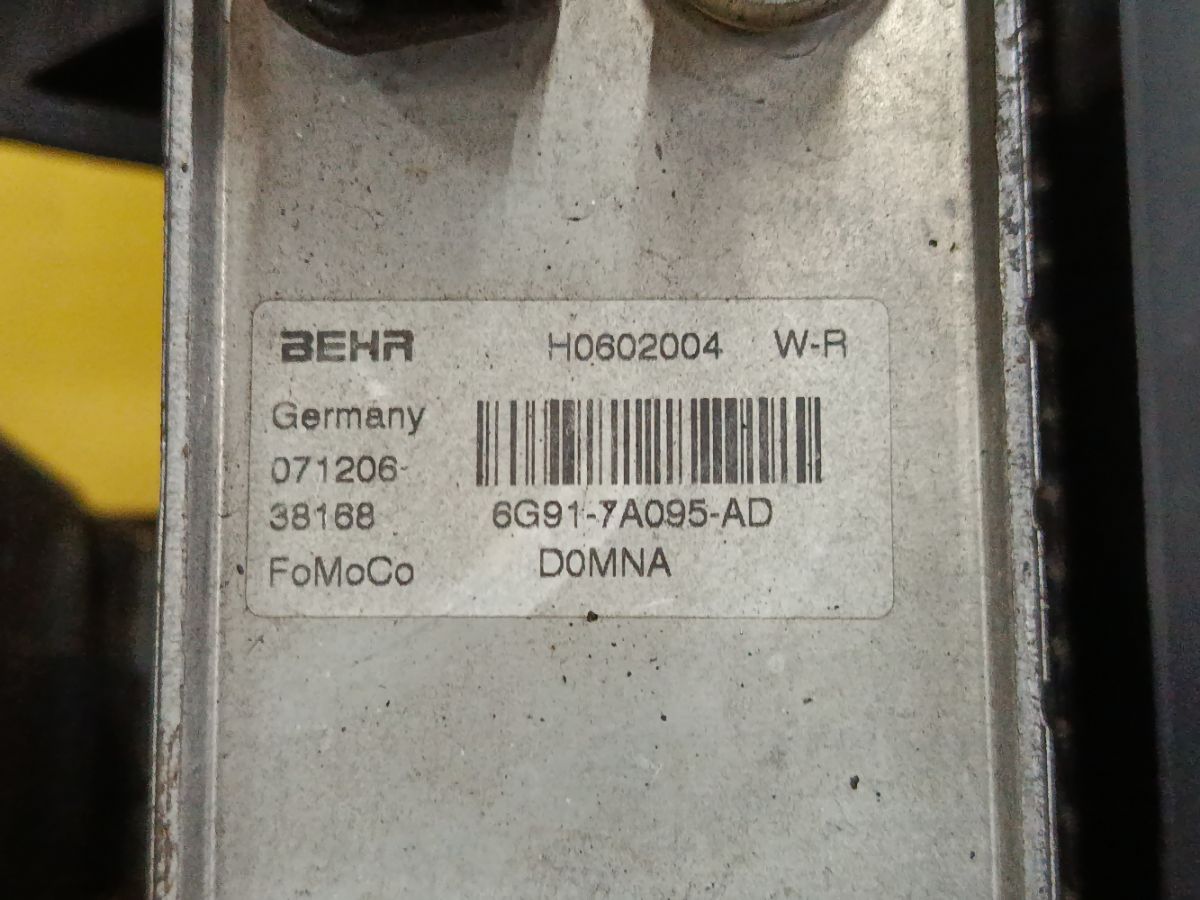 BEHR H0602004 W-R
Germany
071206
38168 6G91-7A095-AD
FoMoCo D0MNA